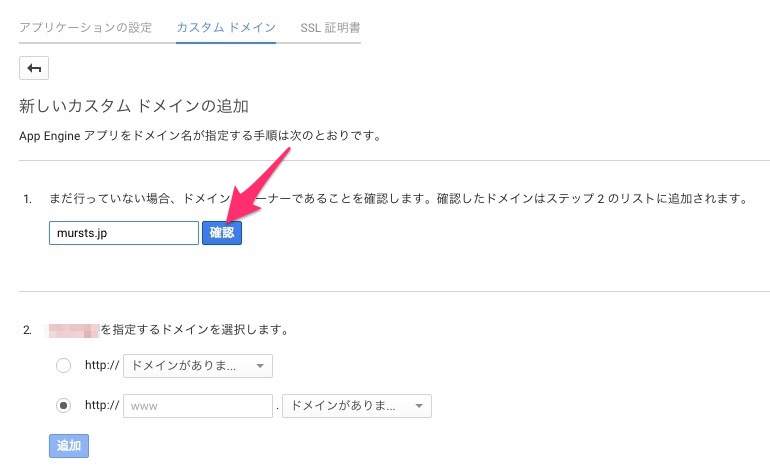 アプリケーションの設定 カスタム ドメイン SSL 証明書
新しいカスタム ドメインの追加
App Engine アプリをドメイン名が指定する手順は次のとおりです。
1. まだ行っていない場合、ドメイン ーナーであることを確認します。確認したドメインはステップ 2 のリストに追加されます。
mursts.jp 確認
2. を指定するドメインを選択します。
http:// ドメインがありま...
http:// www . ドメインがありま...
追加